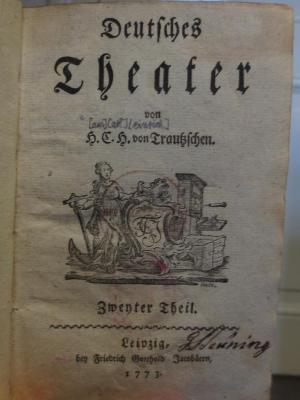 Deutsches
Theater
von
H. C. H. von Trautzschen.
Zweyter Theil.
Leipzig,
bey Friedrich Gotthold Jacobäern,
1773.